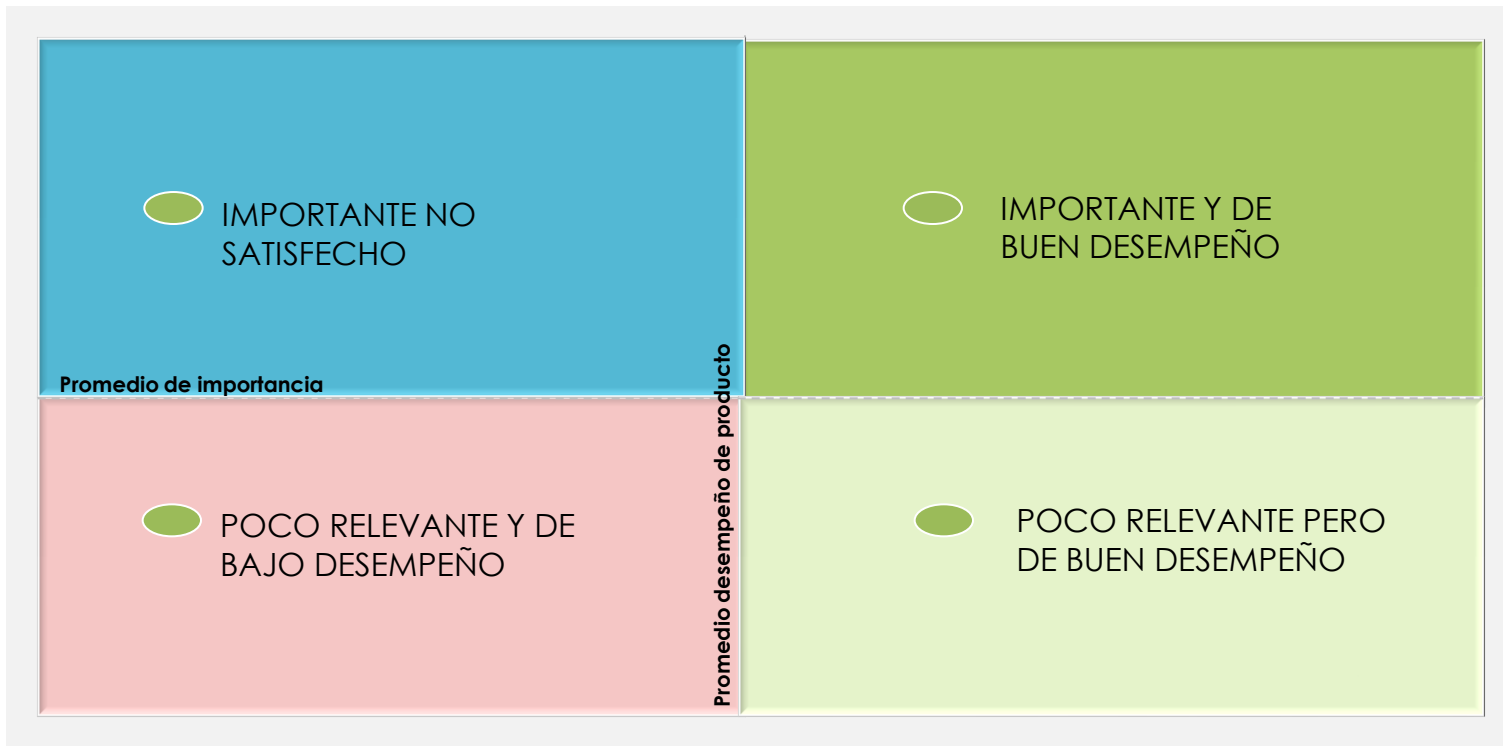 IMPORTANTE NO
SATISFECHO
IMPORTANTE Y DE
BUEN DESEMPEÑO
Promedio de importancia
Promedio desempeño de producto
POCO RELEVANTE Y DE
BAJO DESEMPEÑO
POCO RELEVANTE PERO
DE BUEN DESEMPEÑO